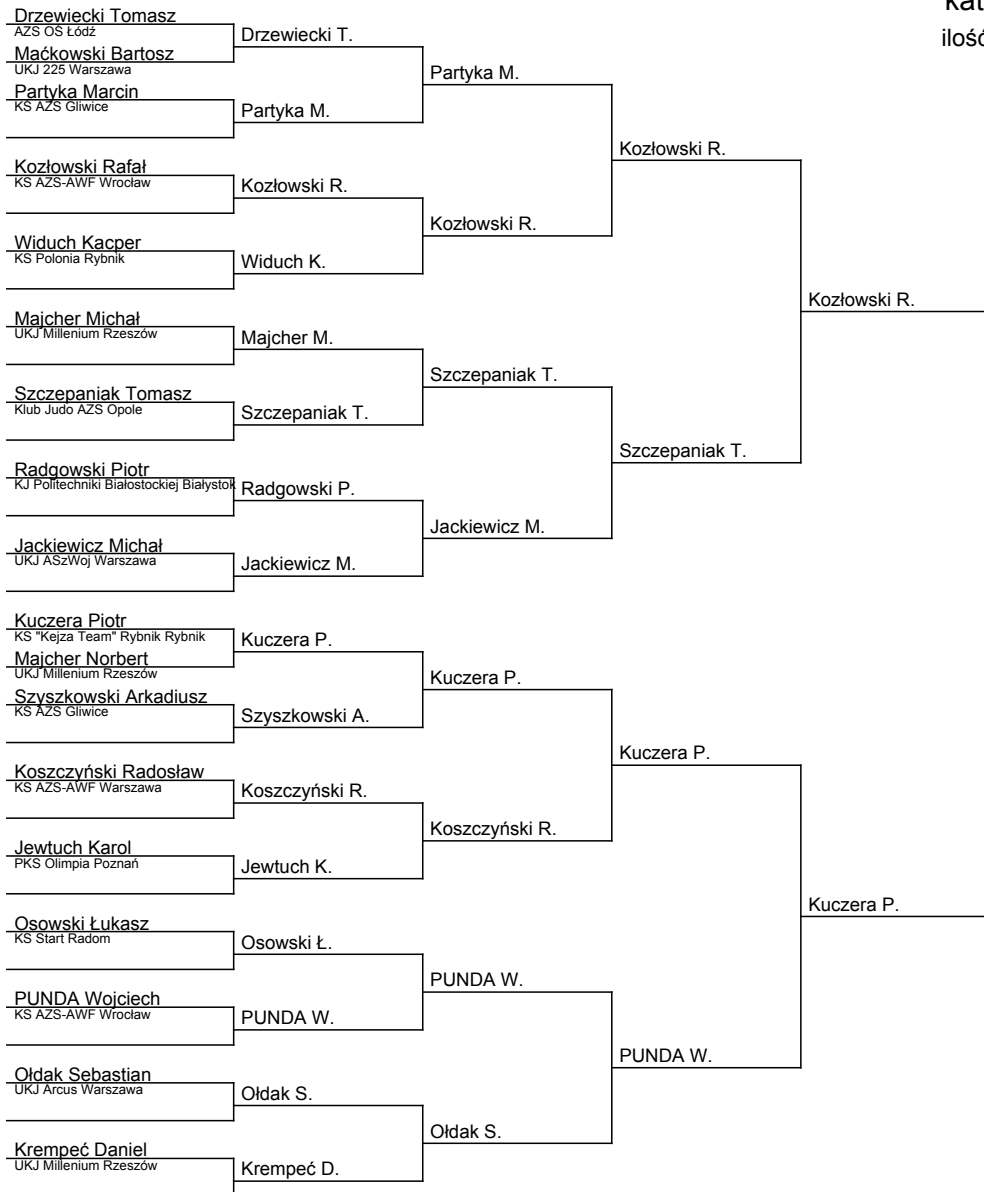 kat
ilość
Drzewiecki Tomasz
AZS OŚ Łódź
Maćkowski Bartosz
UKJ 225 Warszawa
Partyka Marcin
KS AZS Gliwice
Kozłowski Rafał
KS AZS-AWF Wrocław
Widuch Kacper
KS Polonia Rybnik
Majcher Michał
UKJ Millenium Rzeszów
Szczepaniak Tomasz
Klub Judo AZS Opole
Radgowski Piotr
KJ Politechniki Białostockiej Białystok
Jackiewicz Michał
UKJ ASzWoj Warszawa
Kuczera Piotr
KS "Kejza Team" Rybnik Rybnik
Majcher Norbert
UKJ Millenium Rzeszów
Szyszkowski Arkadiusz
KS AZS Gliwice
Koszczyński Radosław
KS AZS-AWF Warszawa
Jewtuch Karol
PKS Olimpia Poznań
Osowski Łukasz
KS Start Radom
PUNDA Wojciech
KS AZS-AWF Wrocław
Ołdak Sebastian
UKJ Arcus Warszawa
Krempeć Daniel
UKJ Millenium Rzeszów
Drzewiecki T.
Partyka M.
Kozłowski R.
Widuch K.
Majcher M.
Szczepaniak T.
Radgowski P.
Jackiewicz M.
Kuczera P.
Szyszkowski A.
Koszczyński R.
Jewtuch K.
Osowski Ł.
PUNDA W.
Ołdak S.
Krempeć D.
Partyka M.
Kozłowski R.
Szczepaniak T.
Jackiewicz M.
Kuczera P.
Koszczyński R.
PUNDA W.
Ołdak S.
Kozłowski R.
Szczepaniak T.
Kuczera P.
PUNDA W.
Kozłowski R.
Kuczera P.